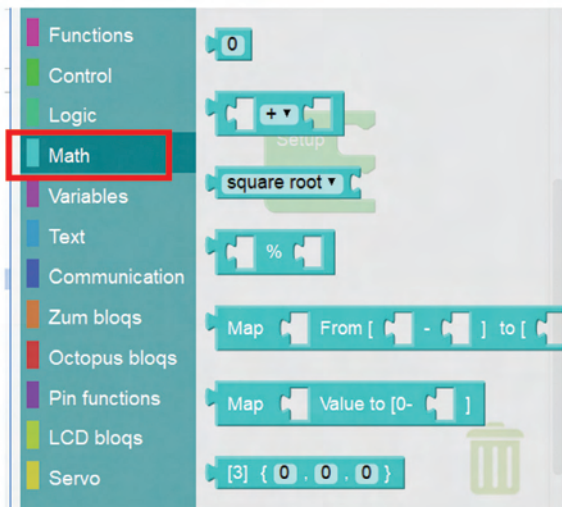 Functions
Control
Logic
Math
Variables
Text
Communication
Zum bloqs
Octopus bloqs
Pin functions
LCD bloqs
Servo
0
+ ▼
Setup
square root ▼
%
Map From [ - ] to [
Map Value to [0- ]
[3] { 0 , 0 , 0 }